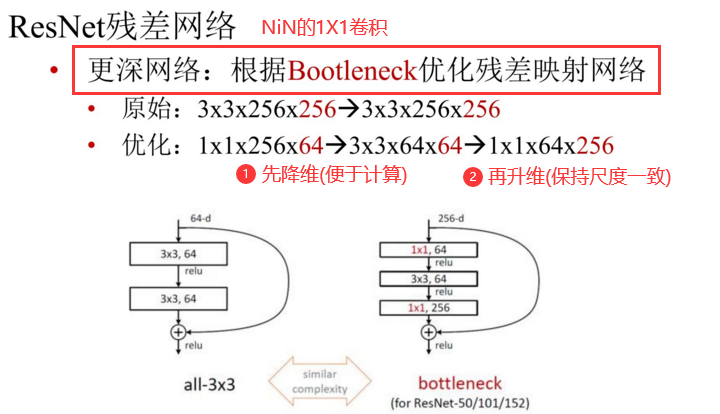 ResNet残差网络 NiN的1X1卷积
• 更深网络：根据Bootleneck优化残差映射网络
• 原始：3x3x256x256→3x3x256x256
• 优化：1x1x256x64→3x3x64x64→1x1x64x256
1 先降维(便于计算) 2 再升维(保持尺度一致)
64-d
3x3, 64
relu
3x3, 64
relu
all-3x3
similar
complexity
256-d
1x1, 64
relu
3x3, 64
relu
1x1, 256
relu
bottleneck
(for ResNet-50/101/152)